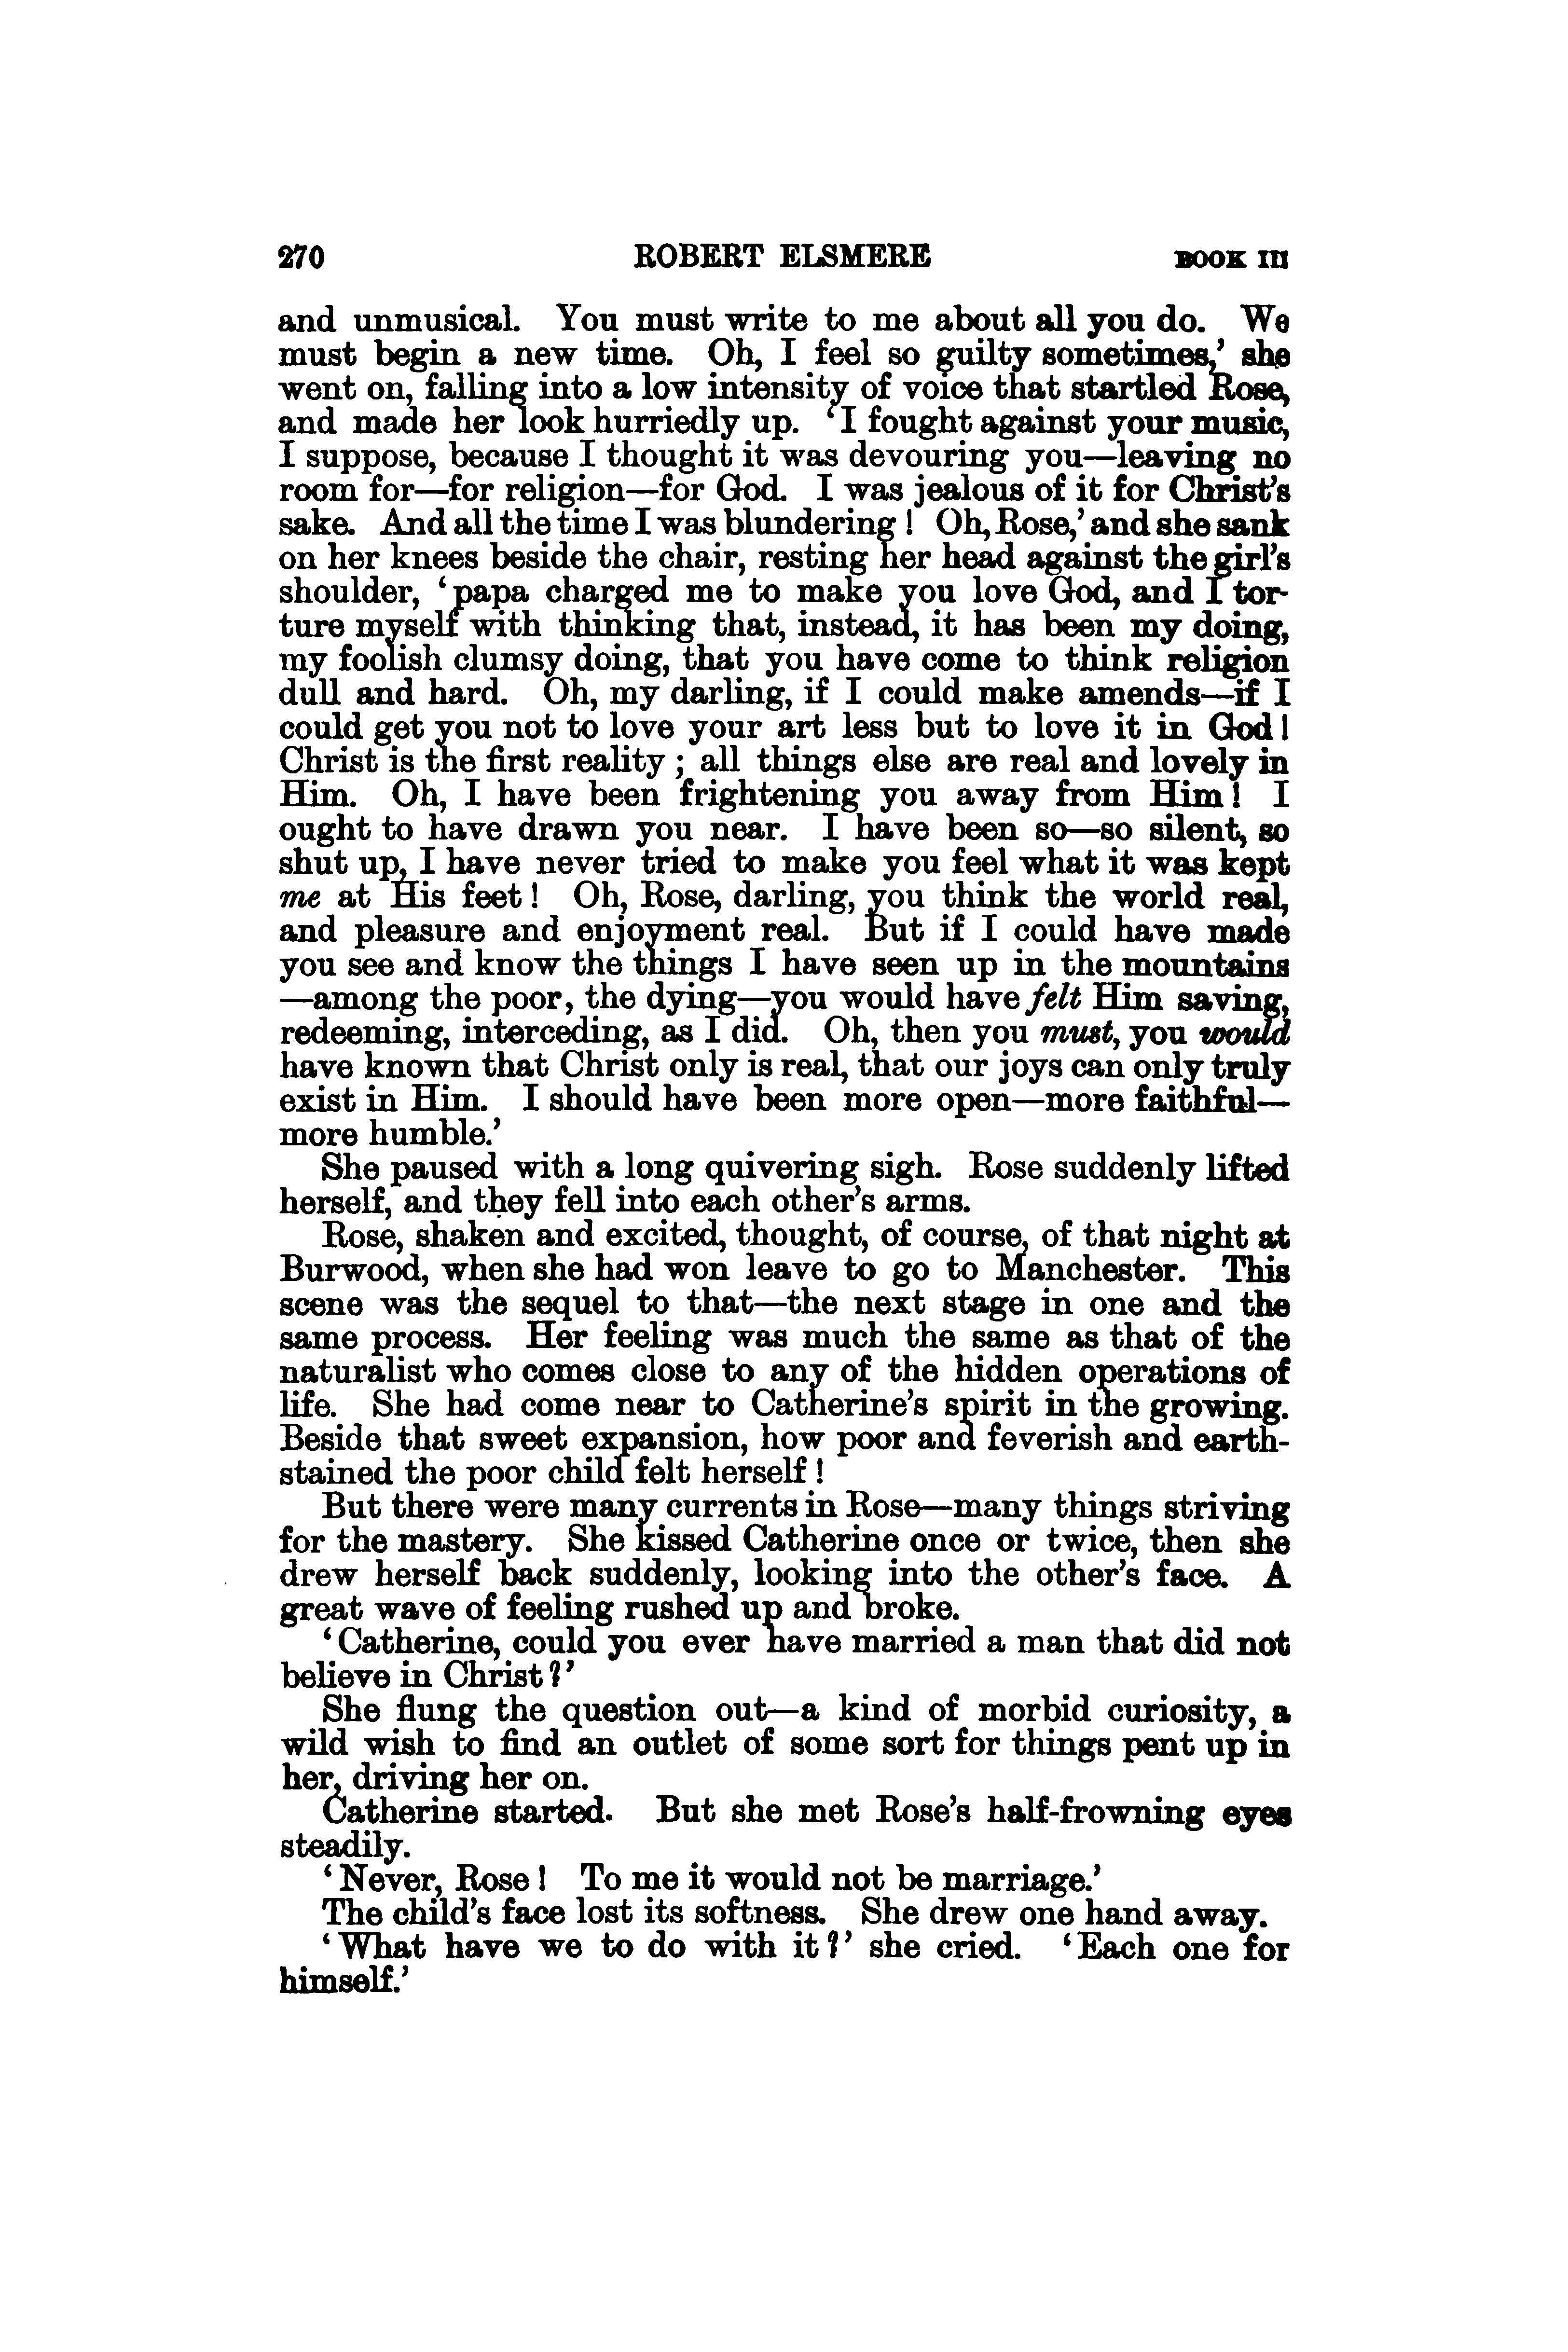 270 ROBERT ELSMERE BOOK III
and unmusical. You must write to me about all you do. We
must begin a new time. Oh, I feel so guilty sometimes,’ she
went on, falling into a low intensity of voice that startled Rose,
and made her look hurriedly up. ‘I fought against your music,
I suppose, because I thought it was devouring you—leaving no
room for—for religion—for God. I was jealous of it for Christ’s
sake. And all the time I was blundering! Oh, Rose,’ and she sank
on her knees beside the chair, resting her head against the girl’s
shoulder, ‘papa charged me to make you love God, and I tor-
ture myself with thinking that, instead, it has been my doing,
my foolish clumsy doing, that you have come to think religion
dull and hard. Oh, my darling, if I could make amends—if I
could get you not to love your art less but to love it in God!
Christ is the first reality; all things else are real and lovely in
Him. Oh, I have been frightening you away from Him! I
ought to have drawn you near. I have been so—so silent, so
shut up, I have never tried to make you feel what it was kept
me at His feet! Oh, Rose, darling, you think the world real,
and pleasure and enjoyment real. But if I could have made
you see and know the things I have seen up in the mountains
—among the poor, the dying—you would have felt Him saving,
redeeming, interceding, as I did. Oh, then you must, you would
have known that Christ only is real, that our joys can only truly
exist in Him. I should have been more open—more faithful—
more humble.’
She paused with a long quivering sigh. Rose suddenly lifted
herself, and they fell into each other’s arms.
Rose, shaken and excited, thought, of course, of that night at
Burwood, when she had won leave to go to Manchester. This
scene was the sequel to that—the next stage in one and the
same process. Her feeling was much the same as that of the
naturalist who comes close to any of the hidden operations of
life. She had come near to Catherine’s spirit in the growing.
Beside that sweet expansion, how poor and feverish and earth-
stained the poor child felt herself!
But there were many currents in Rose—many things striving
for the mastery. She kissed Catherine once or twice, then she
drew herself back suddenly, looking into the other’s face. A
great wave of feeling rushed up and broke.
‘Catherine, could you ever have married a man that did not
believe in Christ?’
She flung the question out—a kind of morbid curiosity, a
wild wish to find an outlet of some sort for things pent up in
her, driving her on.
Catherine started. But she met Rose’s half-frowning eyes
steadily.
‘Never, Rose! To me it would not be marriage.’
The child’s face lost its softness. She drew one hand away.
‘What have we to do with it?’ she cried. ‘Each one for
himself.’